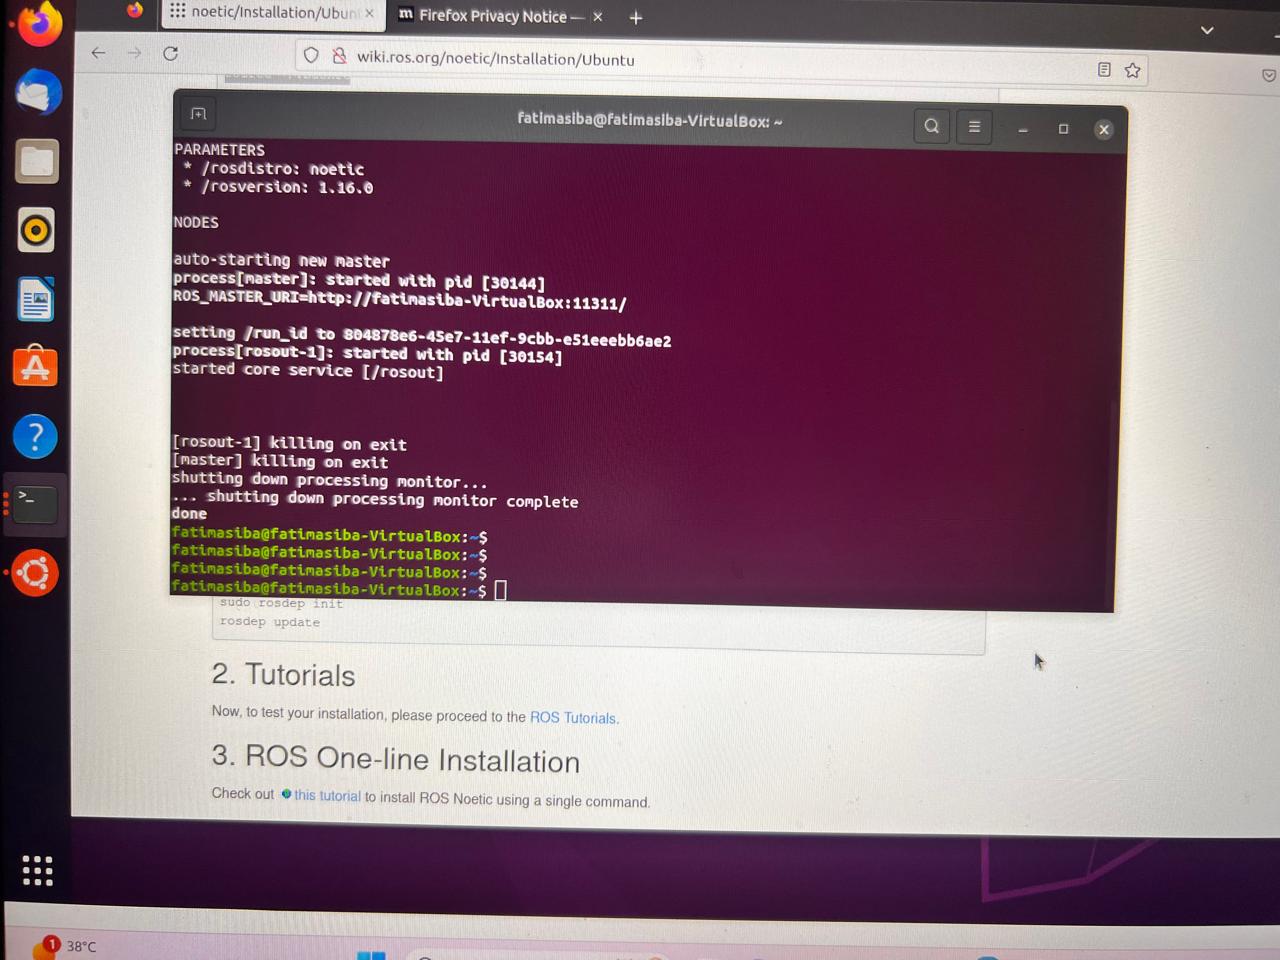 noetic/Installation/Ubun
Firefox Privacy Notice —
wiki.ros.org/noetic/Installation/Ubuntu
fatimasiba@fatimasiba-VirtualBox: ~
PARAMETERS
* /rosdistro: noetic
* /rosversion: 1.16.0
NODES
auto-starting new master
process[master]: started with pid [30144]
ROS_MASTER_URI=http://fatimasiba-VirtualBox:11311/
setting /run_id to 804878e6-45e7-11ef-9cbb-e51eeebb6ae2
process[rosout-1]: started with pid [30154]
started core service [/rosout]
[rosout-1] killing on exit
[master] killing on exit
shutting down processing monitor...
... shutting down processing monitor complete
done
fatimasiba@fatimasiba-VirtualBox:~$
fatimasiba@fatimasiba-VirtualBox:~$
fatimasiba@fatimasiba-VirtualBox:~$
fatimasiba@fatimasiba-VirtualBox:~$
sudo rosdep init
rosdep update
2. Tutorials
Now, to test your installation, please proceed to the ROS Tutorials.
3. ROS One-line Installation
Check out this tutorial to install ROS Noetic using a single command.
1
38°C